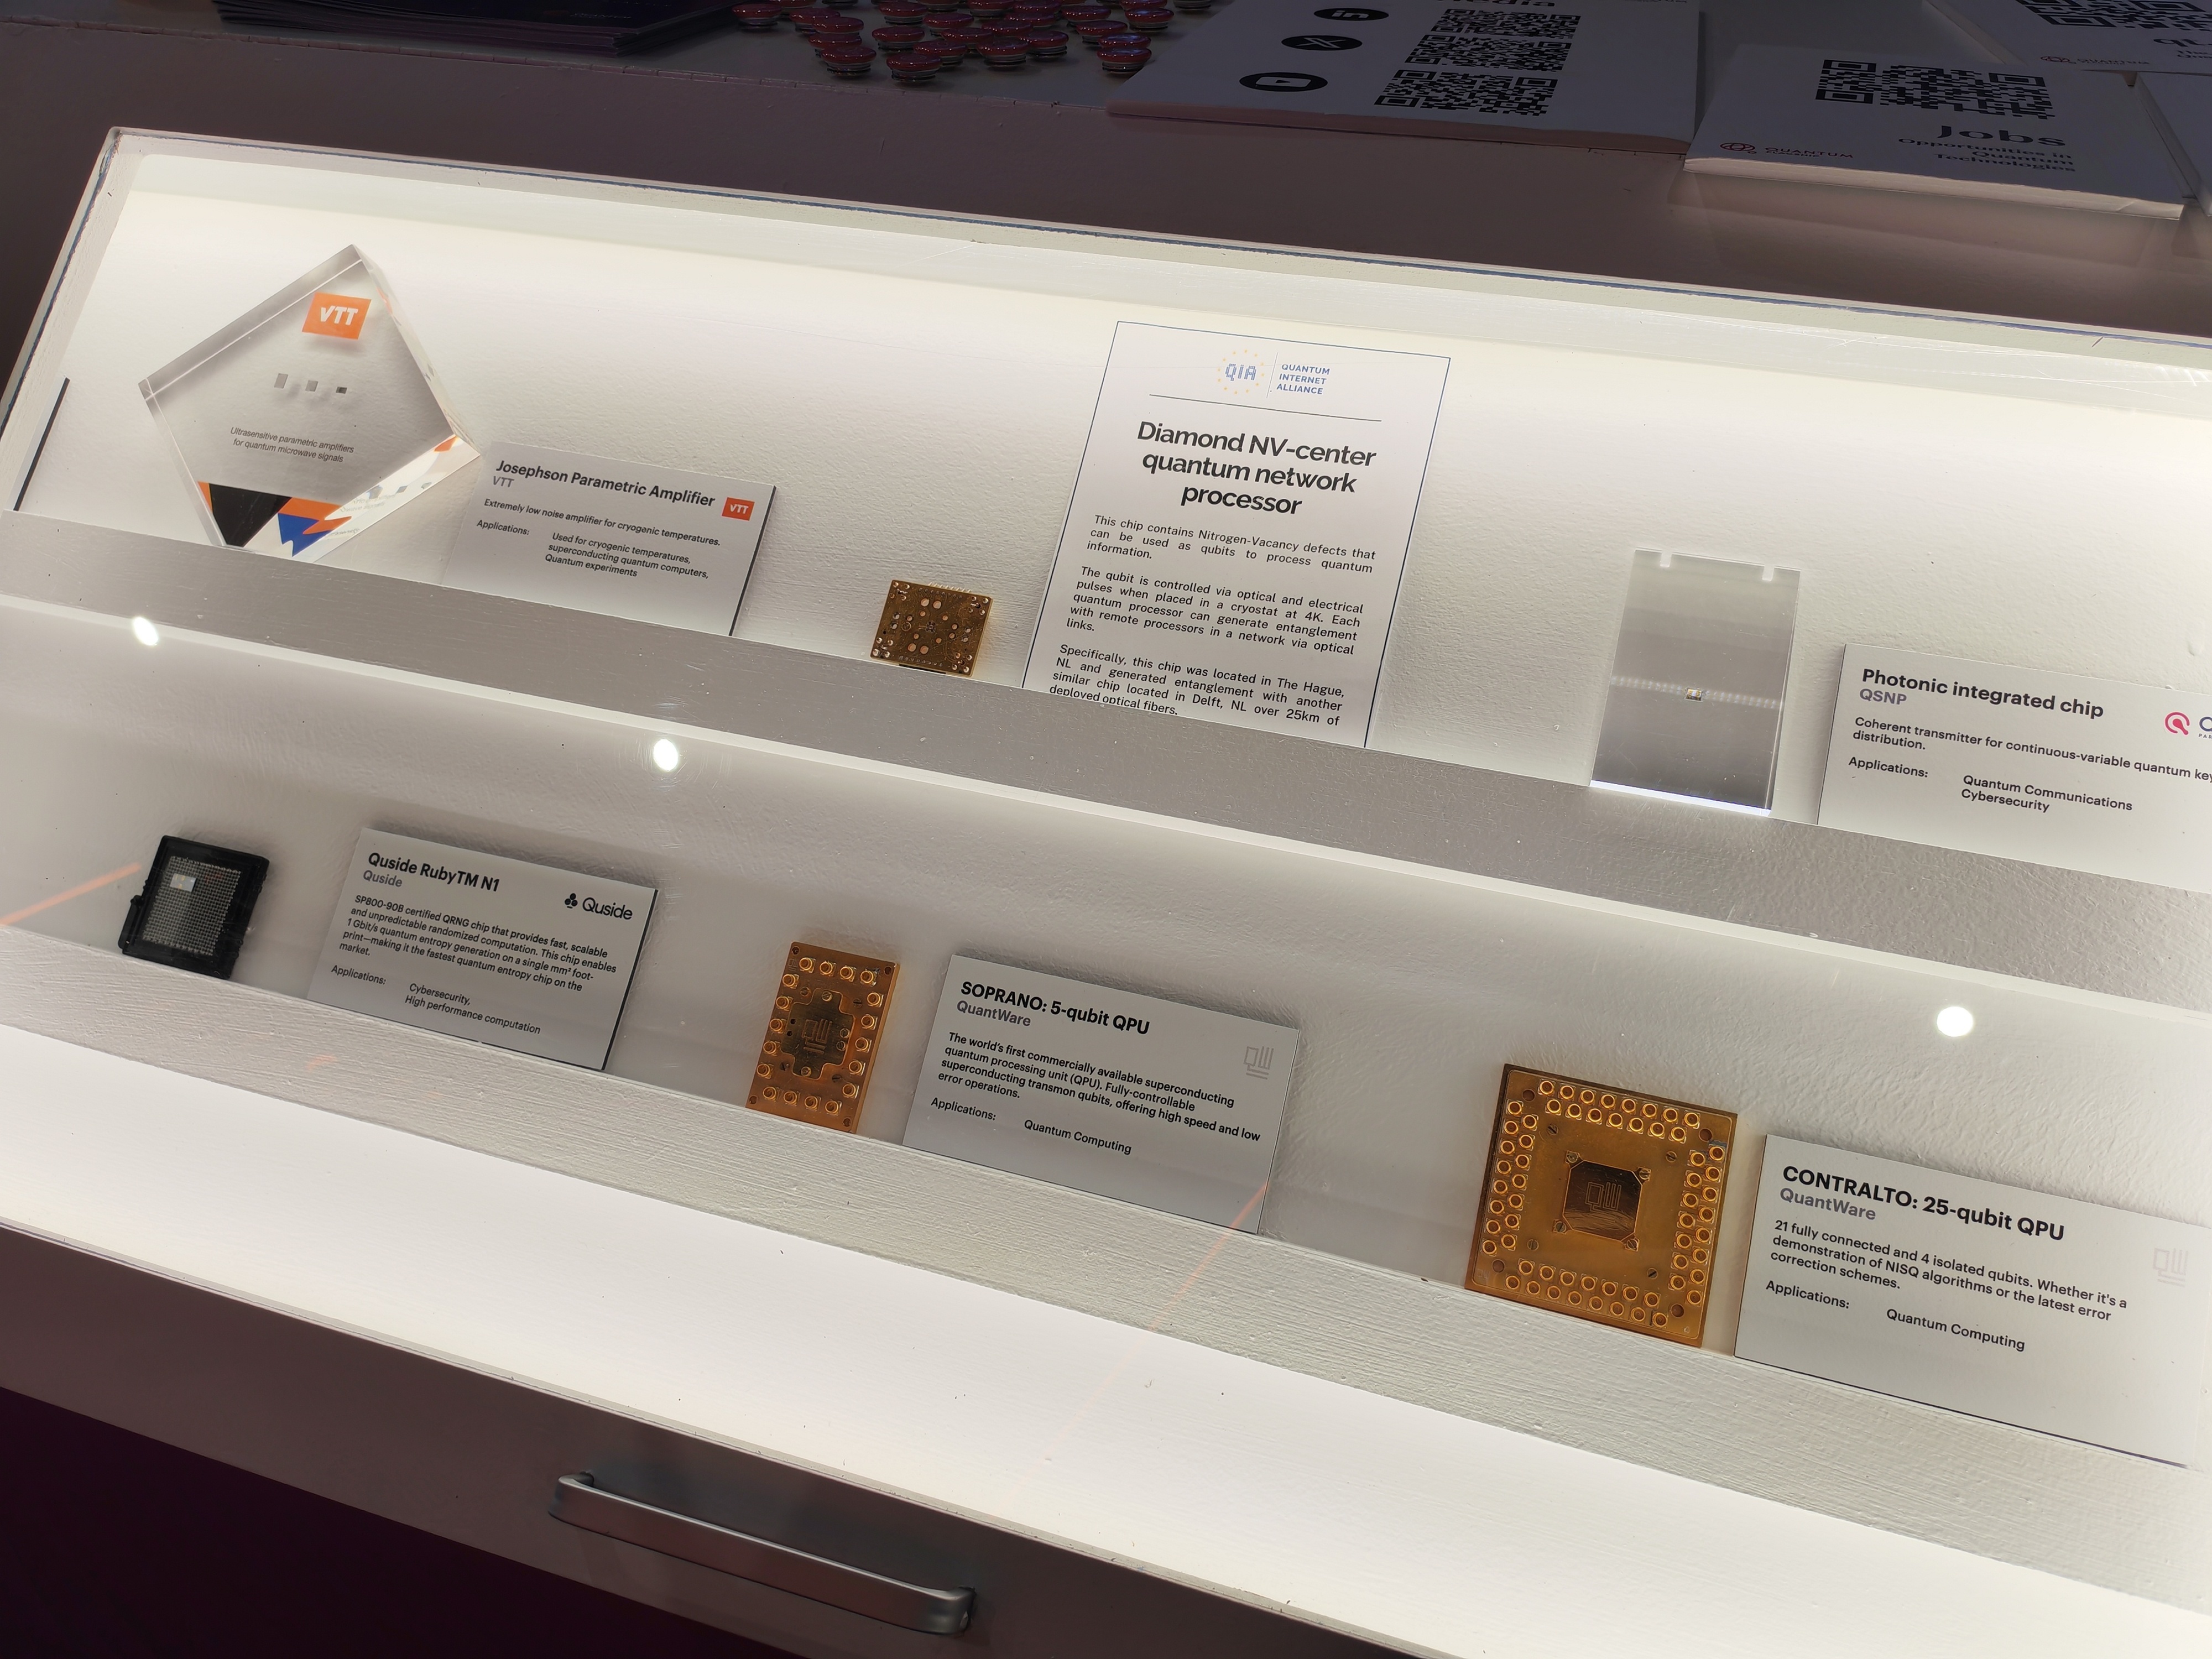 Jobs
Opportunities in
Quantum
Technologies
QUANTUM
VTT
Ultrasensitive parametric amplifiers
for quantum microwave signals
Josephson Parametric Amplifier
VTT
VTT
Extremely low noise amplifier for cryogenic temperatures.
Applications:
Used for cryogenic temperatures,
superconducting quantum computers,
Quantum experiments
QIA
QUANTUM
INTERNET
ALLIANCE
Diamond NV-center
quantum network
processor
This chip contains Nitrogen-Vacancy defects that
can be used as qubits to process quantum
information.
The qubit is controlled via optical and electrical
pulses when placed in a cryostat at 4K. Each
quantum processor can generate entanglement
with remote processors in a network via optical
links.
Specifically, this chip was located in The Hague,
NL and generated entanglement with another
similar chip located in Delft, NL over 25km of
deployed optical fibers.
Photonic integrated chip
QSNP
Coherent transmitter for continuous-variable quantum key
distribution.
Applications:
Quantum Communications
Cybersecurity
Quside RubyTM N1
Quside
Quside
SP800-90B certified QRNG chip that provides fast, scalable
and unpredictable randomized computation. This chip enables
1 Gbit/s quantum entropy generation on a single mm² foot-
print—making it the fastest quantum entropy chip on the
market.
Applications:
Cybersecurity,
High performance computation
SOPRANO: 5-qubit QPU
QuantWare
The world's first commercially available superconducting
quantum processing unit (QPU). Fully-controllable
superconducting transmon qubits, offering high speed and low
error operations.
Applications:
Quantum Computing
CONTRALTO: 25-qubit QPU
QuantWare
21 fully connected and 4 isolated qubits. Whether it's a
demonstration of NISQ algorithms or the latest error
correction schemes.
Applications:
Quantum Computing